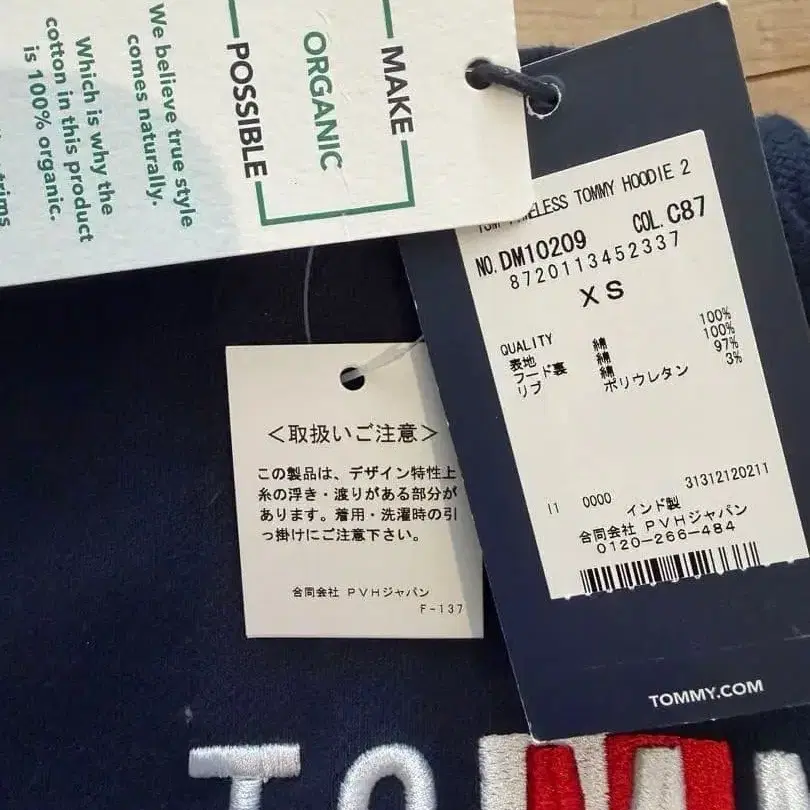 MAKE
ORGANIC
POSSIBLE
We believe true style
comes naturally.
Which is why the
cotton in this product
is 100% organic.
trims
TIMELESS TOMMY HOODIE 2
NO.DM10209 COL.C87
8720113452337
XS
QUALITY
表地 綿 100%
フード裏 綿 100%
リブ 綿 97%
ポリウレタン 3%
31312120211
I1 0000
インド製
合同会社 PVHジャパン
0120-266-484
TOMMY.COM
<取扱いご注意>
この製品は、デザイン特性上
糸の浮き・渡りがある部分が
あります。着用・洗濯時の引
っ掛けにご注意下さい。
合同会社 PVHジャパン
F-137
TO